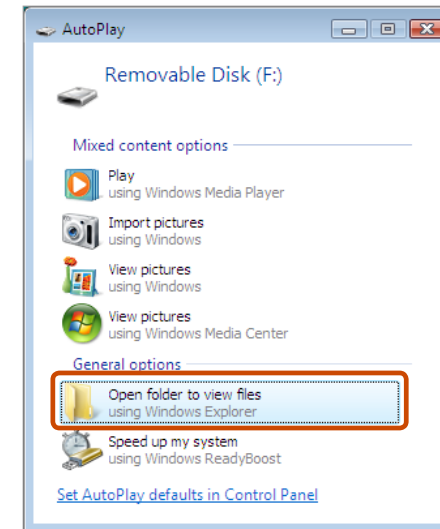 AutoPlay
Removable Disk (F:)
Mixed content options
Play
using Windows Media Player
Import pictures
using Windows
View pictures
using Windows
View pictures
using Windows Media Center
General options
Open folder to view files
using Windows Explorer
Speed up my system
using Windows ReadyBoost
Set AutoPlay defaults in Control Panel